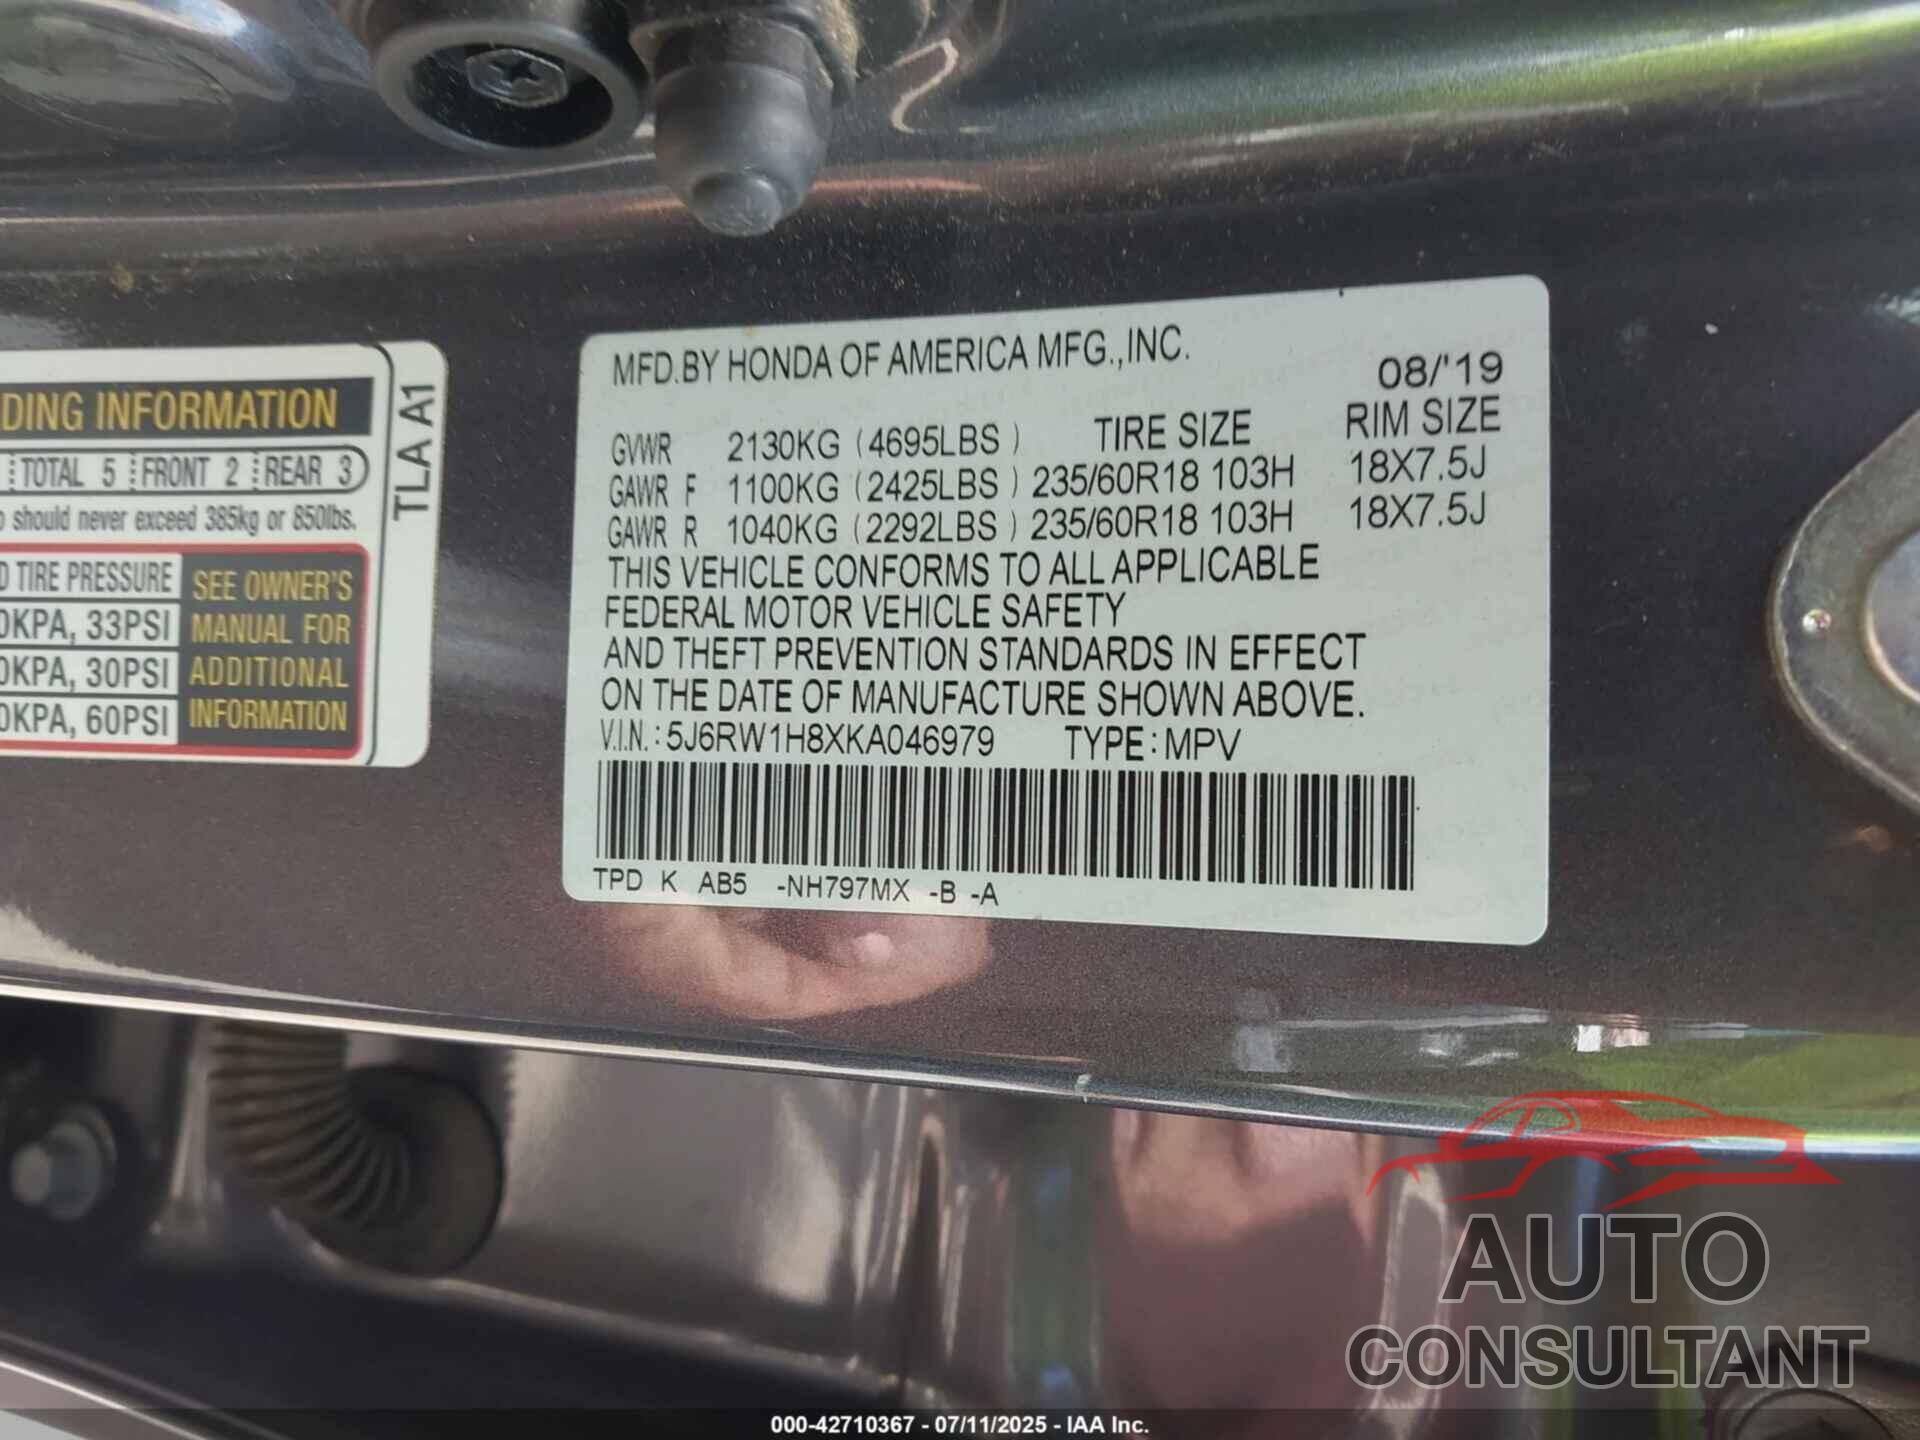 DING INFORMATION
TOTAL 5 FRONT 2 REAR 3
should never exceed 385kg or 850lbs.
TIRE PRESSURE
0KPA, 33PSI
0KPA, 30PSI
0KPA, 60PSI
SEE OWNER'S
MANUAL FOR
ADDITIONAL
INFORMATION
TLA A1
MFD.BY HONDA OF AMERICA MFG.,INC.
08/'19
GVWR 2130KG (4695LBS ) TIRE SIZE RIM SIZE
GAWR F 1100KG (2425LBS ) 235/60R18 103H 18X7.5J
GAWR R 1040KG (2292LBS ) 235/60R18 103H 18X7.5J
THIS VEHICLE CONFORMS TO ALL APPLICABLE
FEDERAL MOTOR VEHICLE SAFETY
AND THEFT PREVENTION STANDARDS IN EFFECT
ON THE DATE OF MANUFACTURE SHOWN ABOVE.
V.I.N.: 5J6RW1H8XKA046979 TYPE: MPV
TPD K AB5 -NH797MX -B -A
AUTO
CONSULTANT
000-42710367 - 07/11/2025 - IAA Inc.